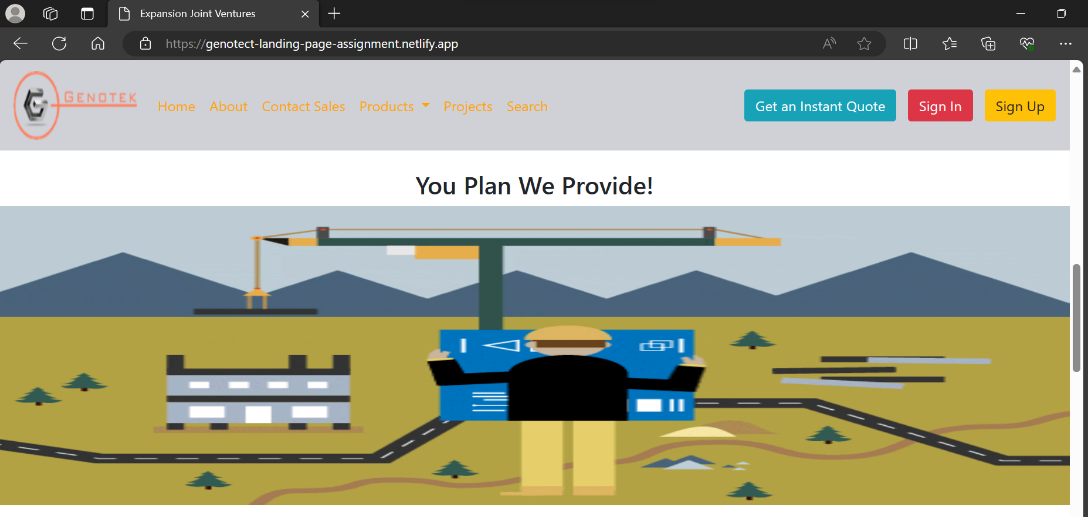 Expansion Joint Ventures
https://genotect-landing-page-assignment.netlify.app
GENOTEK
Home About Contact Sales Products Projects Search
Get an Instant Quote Sign In Sign Up
You Plan We Provide!